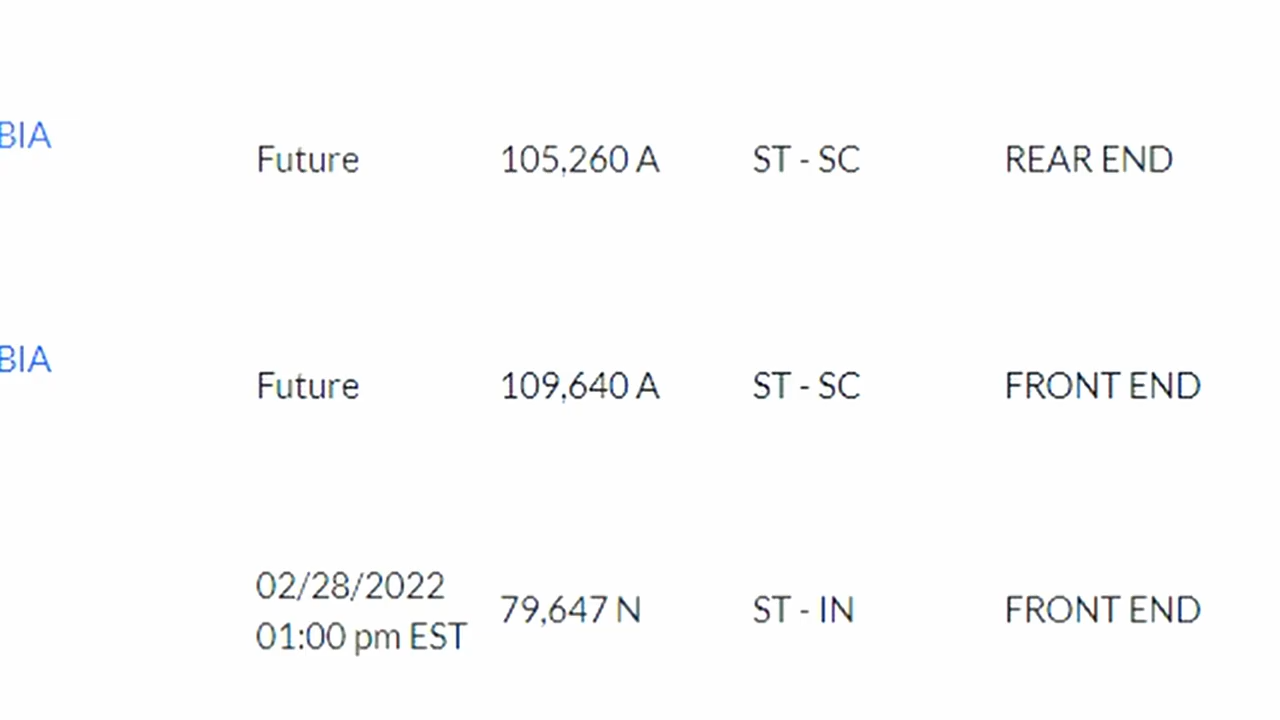 BIA
Future 105,260 A ST - SC REAR END
BIA
Future 109,640 A ST - SC FRONT END
02/28/2022
01:00 pm EST 79,647 N ST - IN FRONT END